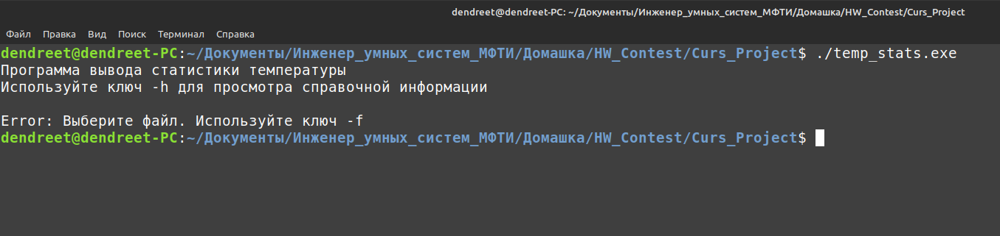 dendreet@dendreet-PC: ~/Документы/Инженер_умных_систем_МФТИ/Домашка/HW_Contest/Curs_Project
Файл Правка Вид Поиск Терминал Справка
dendreet@dendreet-PC:~/Документы/Инженер_умных_систем_МФТИ/Домашка/HW_Contest/Curs_Project$ ./temp_stats.exe
Программа вывода статистики температуры
Используйте ключ -h для просмотра справочной информации
Error: Выберите файл. Используйте ключ -f
dendreet@dendreet-PC:~/Документы/Инженер_умных_систем_МФТИ/Домашка/HW_Contest/Curs_Project$